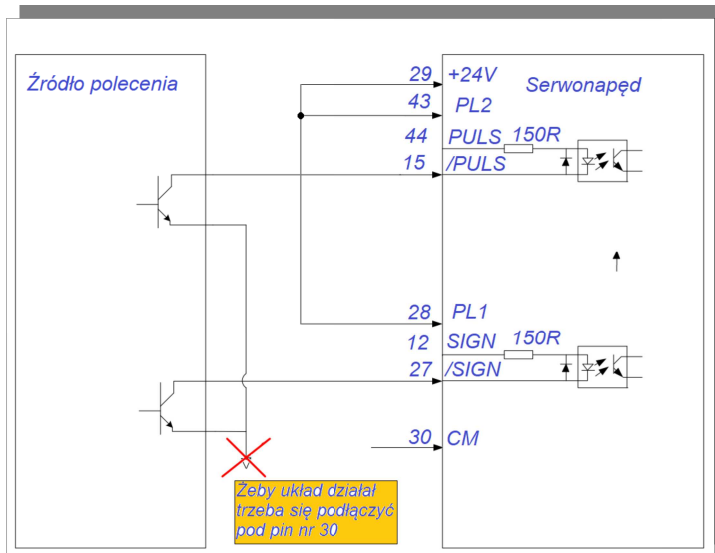 Źródło polecenia
Serwonapęd
29 +24V
43 PL2
44 PULS 150R
15 /PULS
28 PL1
12 SIGN 150R
27 /SIGN
30 CM
Żeby układ działał
trzeba się podłączyć
pod pin nr 30